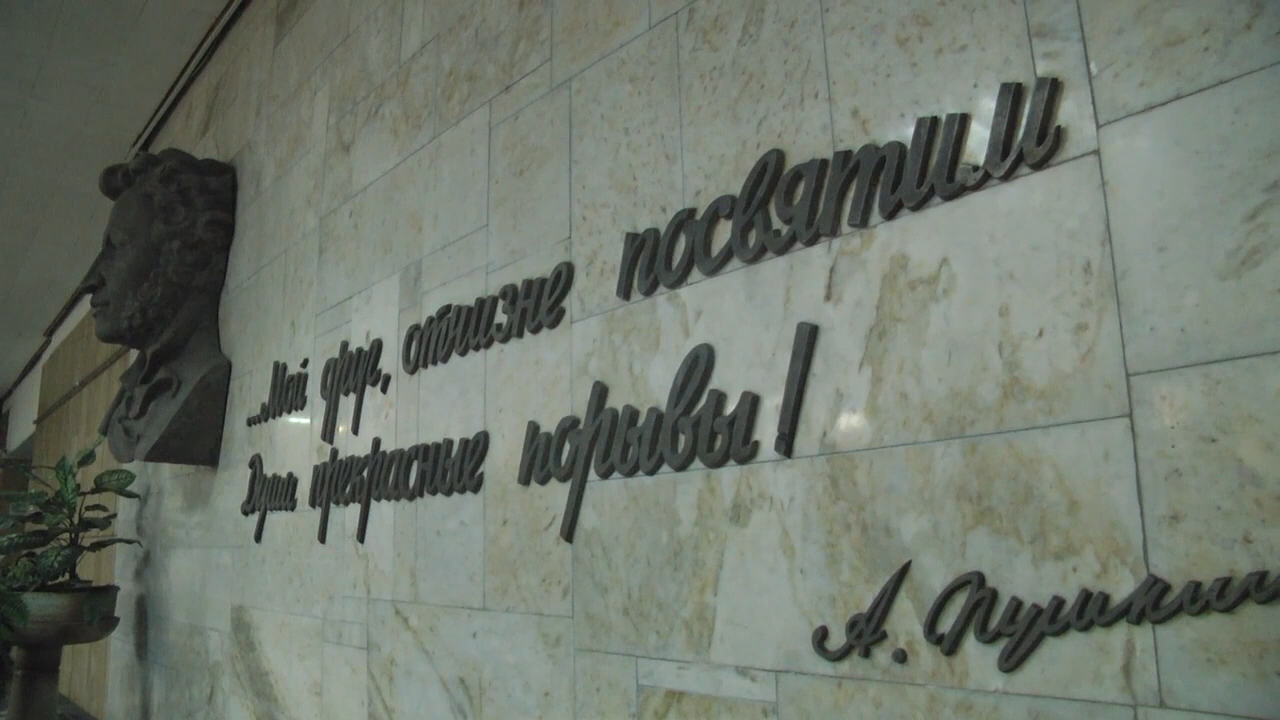 ...Мой друг, отчизне посвятим
Души прекрасные порывы!
А. Пушкин